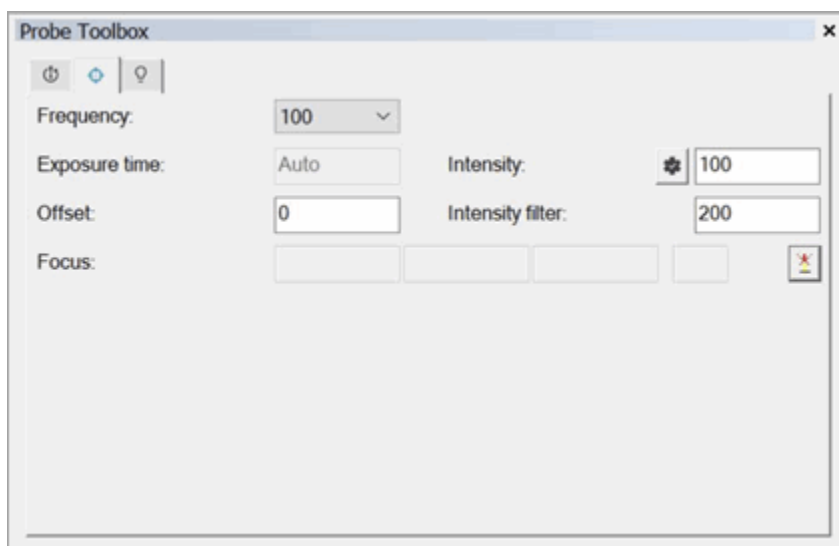 Probe Toolbox
Frequency: 100
Exposure time: Auto Intensity: 100
Offset: 0 Intensity filter: 200
Focus: